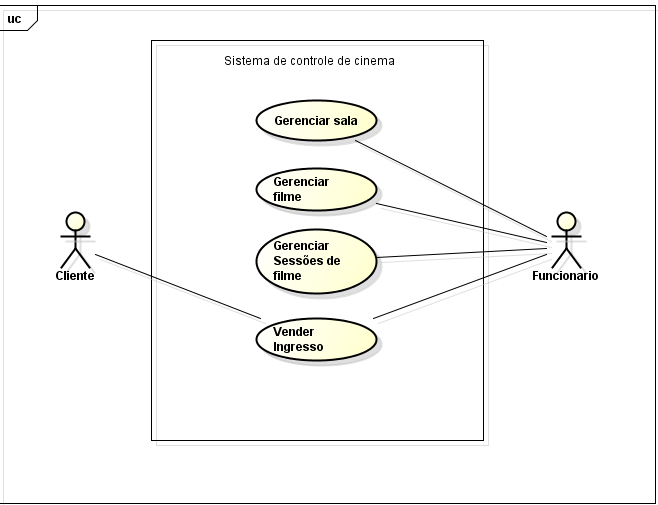 uc
Sistema de controle de cinema
Gerenciar sala
Gerenciar
filme
Gerenciar
Sessões de
filme
Cliente
Funcionario
Vender
Ingresso